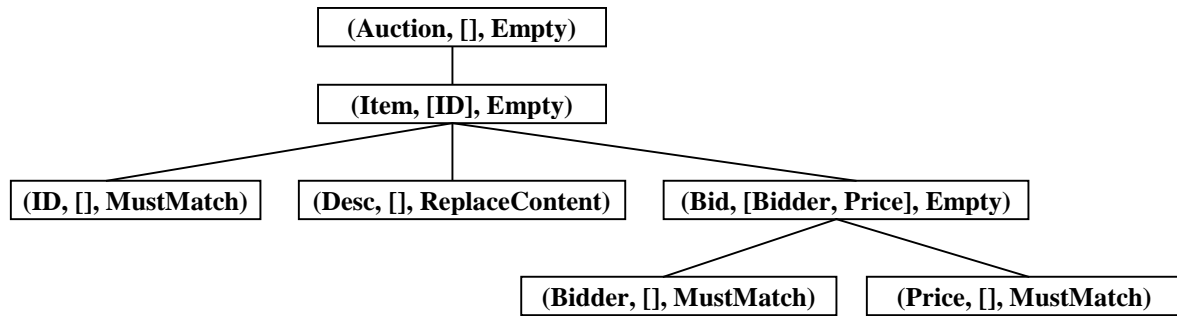 (Auction, [], Empty)
(Item, [ID], Empty)
(ID, [], MustMatch)
(Desc, [], ReplaceContent)
(Bid, [Bidder, Price], Empty)
(Bidder, [], MustMatch)
(Price, [], MustMatch)